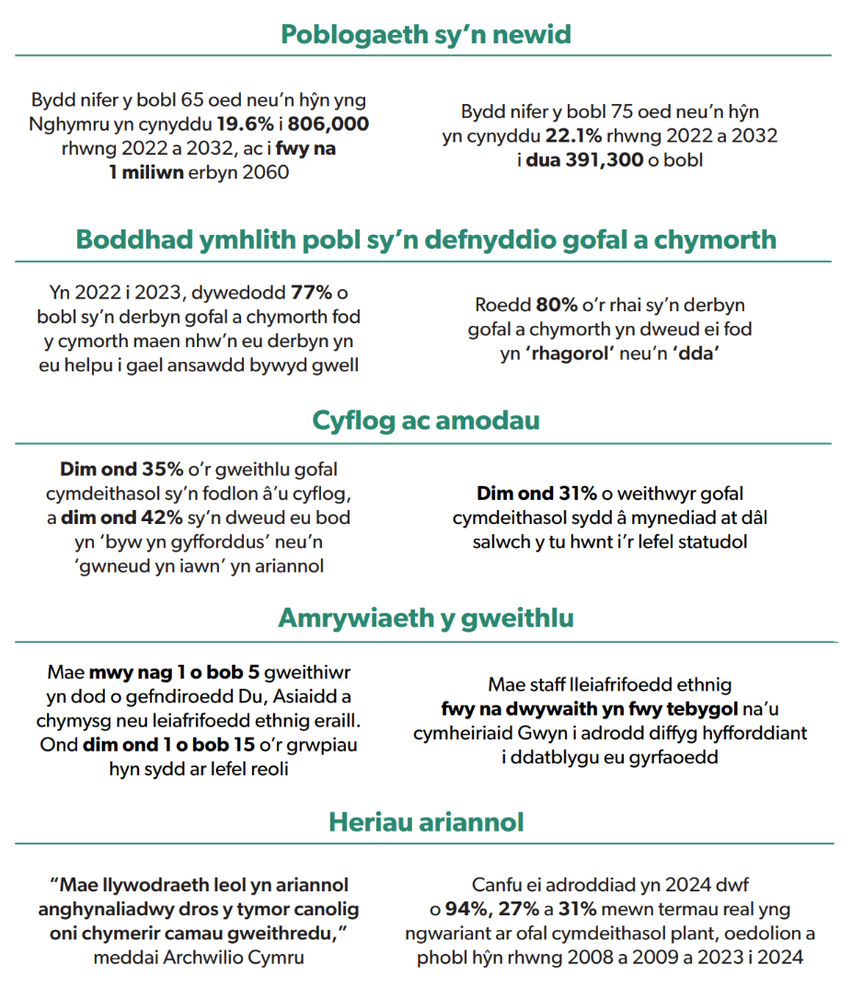 Poblogaeth sy’n newid
Bydd nifer y bobl 65 oed neu’n hŷn yng
Nghymru yn cynyddu 19.6% i 806,000
rhwng 2022 a 2032, ac i fwy na
1 miliwn erbyn 2060
Bydd nifer y bobl 75 oed neu’n hŷn
yn cynyddu 22.1% rhwng 2022 a 2032
i dua 391,300 o bobl
Boddhad ymhlith pobl sy’n defnyddio gofal a chymorth
Yn 2022 i 2023, dywedodd 77% o
bobl sy’n derbyn gofal a chymorth fod
y cymorth maen nhw’n eu derbyn yn
eu helpu i gael ansawdd bywyd gwell
Roedd 80% o’r rhai sy’n derbyn
gofal a chymorth yn dweud ei fod
yn ‘rhagorol’ neu’n ‘dda’
Cyflog ac amodau
Dim ond 35% o’r gweithlu gofal
cymdeithasol sy’n fodlon â’u cyflog,
a dim ond 42% sy’n dweud eu bod
yn ‘byw yn gyfforddus’ neu’n
‘gwneud yn iawn’ yn ariannol
Dim ond 31% o weithwyr gofal
cymdeithasol sydd â mynediad at dâl
salwch y tu hwnt i’r lefel statudol
Amrywiaeth y gweithlu
Mae mwy nag 1 o bob 5 gweithiwr
yn dod o gefndiroedd Du, Asiaidd a
chymysg neu leiafrifoedd ethnig eraill.
Ond dim ond 1 o bob 15 o’r grwpiau
hyn sydd ar lefel reoli
Mae staff lleiafrifoedd ethnig
fwy na dwywaith yn fwy tebygol na’u
cymheiriaid Gwyn i adrodd diffyg hyfforddiant
i ddatblygu eu gyrfaoedd
Heriau ariannol
“Mae llywodraeth leol yn ariannol
anghynaliadwy dros y tymor canolig
oni chymerir camau gweithredu,”
meddai Archwilio Cymru
Canfu ei adroddiad yn 2024 dwf
o 94%, 27% a 31% mewn termau real yng
ngwariant ar ofal cymdeithasol plant, oedolion a
phobl hŷn rhwng 2008 a 2009 a 2023 i 2024